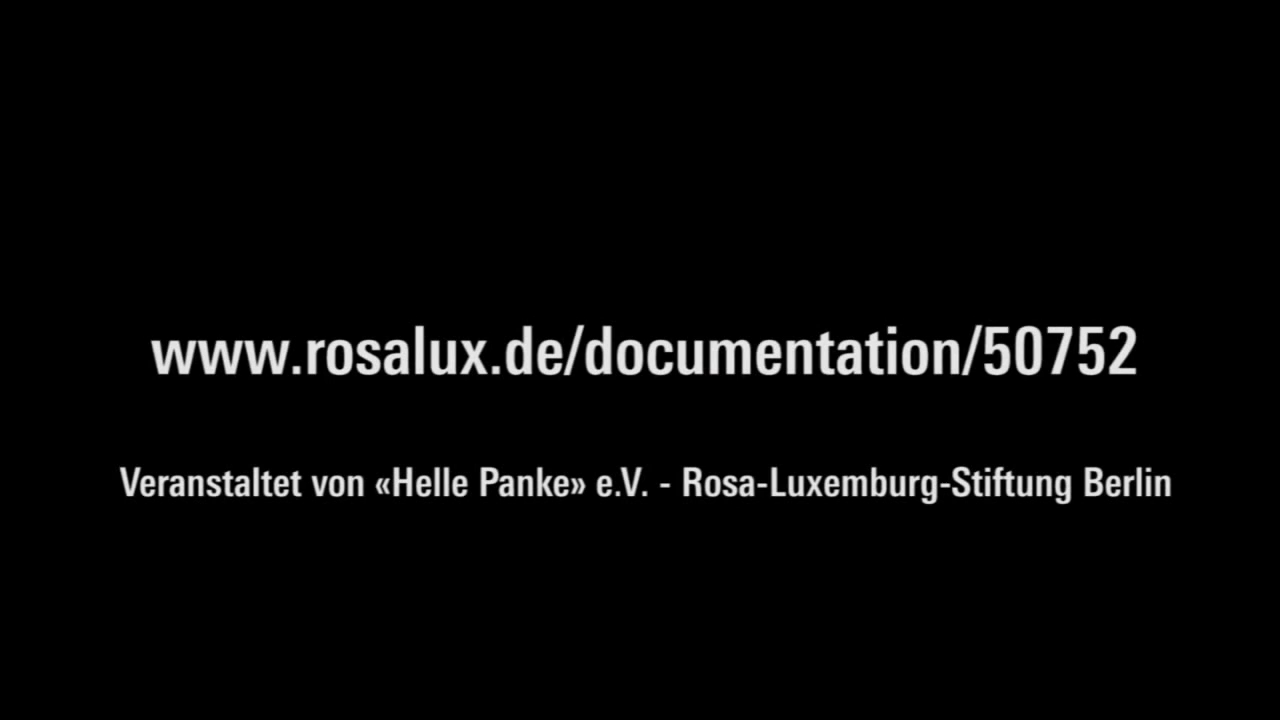 www.rosalux.de/documentation/50752
Veranstaltet von «Helle Panke» e.V. - Rosa-Luxemburg-Stiftung Berlin